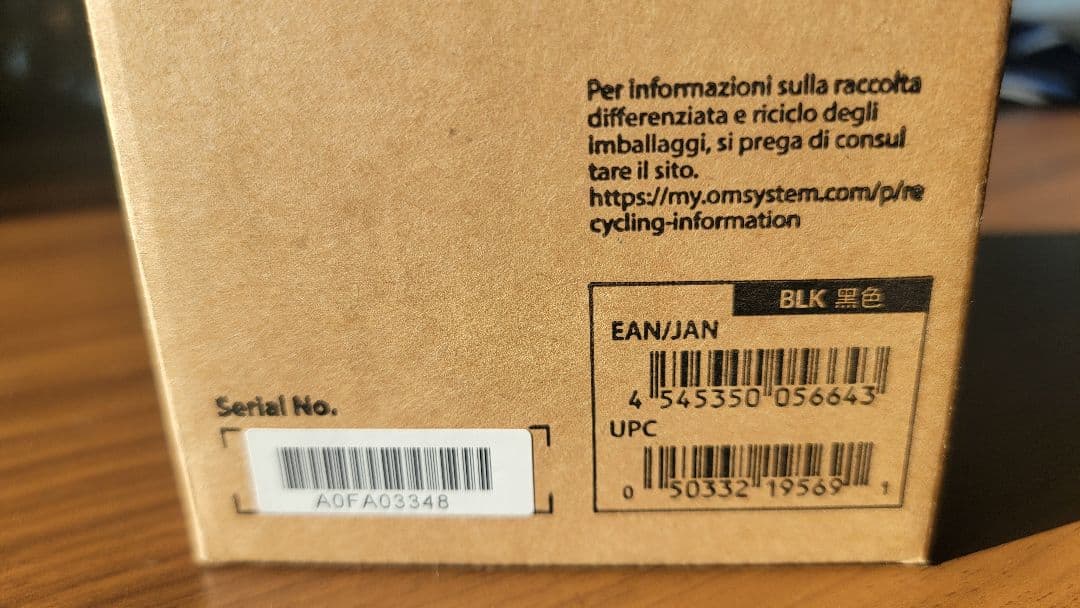 Per informazioni sulla raccolta
differenziata e riciclo degli
imballaggi, si prega di consul
tare il sito.
https://my.omsystem.com/p/re
cycling-information
BLK 黑色
EAN/JAN
4 545350 056643
UPC
0 50332 19569 1
Serial No.
A0FA03348